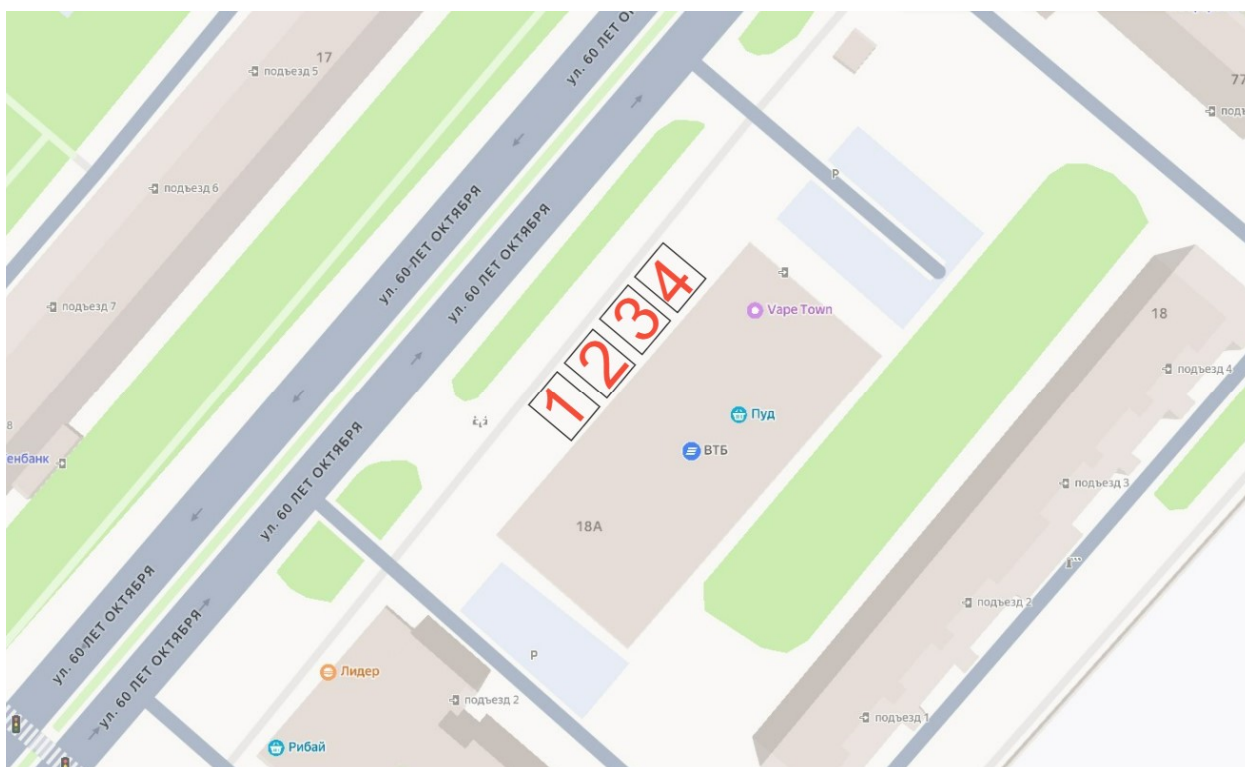 17
подъезд 5
ул. 60 ЛЕТ О
77
подъ
подъезд 6
P
ул. 60 ЛЕТ ОКТЯБРЯ
ул. 60 ЛЕТ ОКТЯБРЯ
подъезд 7
4
3
2
1
Vape Town
18
подъезд 4
Пуд
ВТБ
8
енбанк
подъезд 3
ул. 60 ЛЕТ ОКТЯБРЯ
18А
подъезд 2
ул. 60 ЛЕТ ОКТЯБРЯ
ул. 60 ЛЕТ ОКТЯБРЯ
P
Лидер
подъезд 2
подъезд 1
Рибай